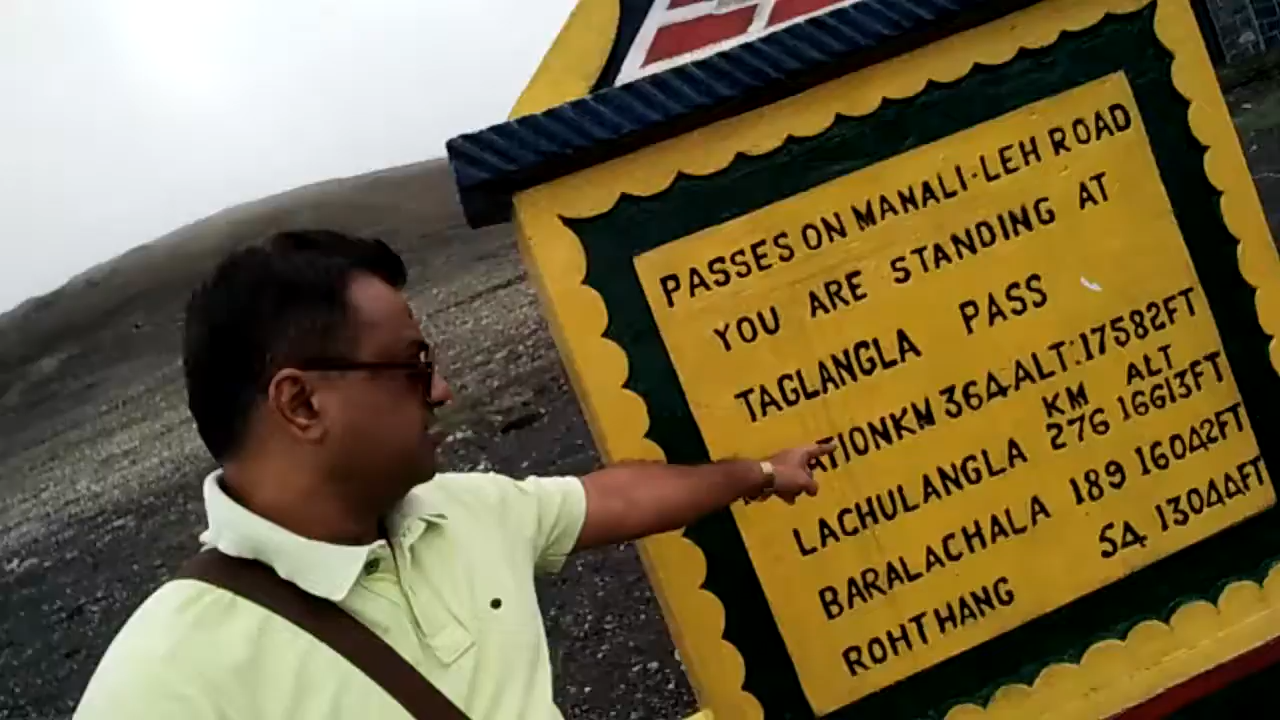 PASSES ON MANALI-LEH ROAD
YOU ARE STANDING AT
TAGLANGLA PASS
KM 364 ALT:17582FT
KM ALT
LACHULANGLA 276 16613FT
BARALACHALA 189 16042FT
ROHTHANG 54 13044FT